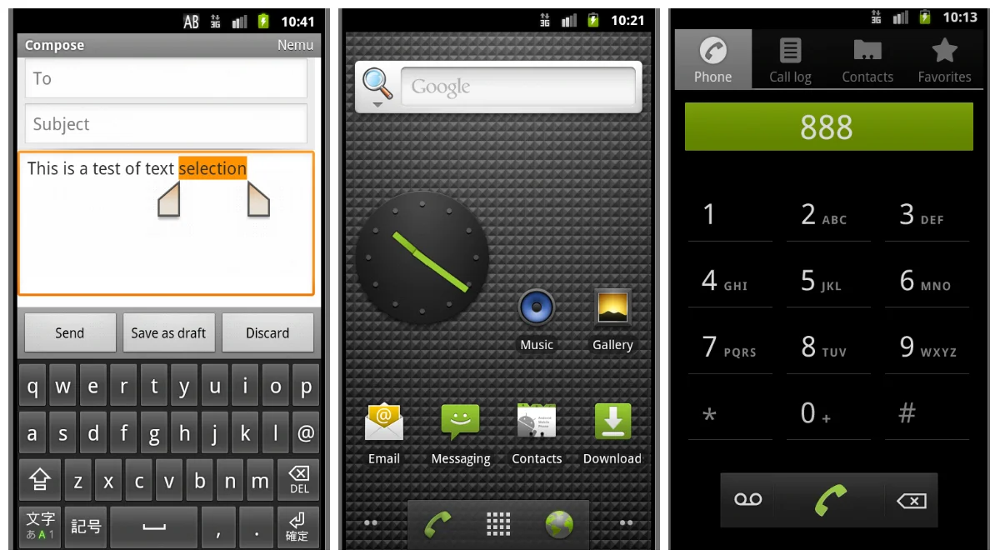 AB 3G 10:41
Compose Nemu
To
Subject
This is a test of text selection
Send Save as draft Discard
q w e r t y u i o p
a s d f g h j k l @
z x c v b n m DEL
文字 あA1 記号 , . 確定
3G 10:21
Google
Music Gallery
Email Messaging Contacts Download
3G 10:13
Phone Call log Contacts Favorites
888
1 2 ABC 3 DEF
4 GHI 5 JKL 6 MNO
7 PQRS 8 TUV 9 WXYZ
* 0 + #